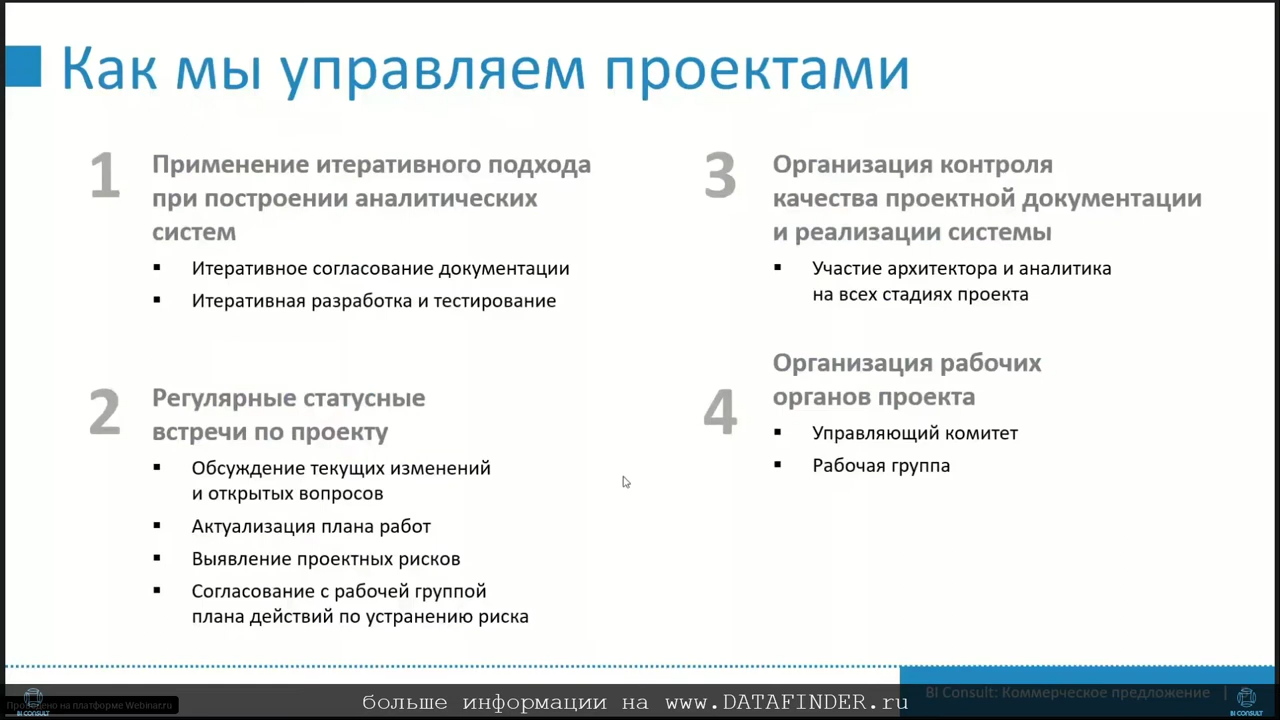 Как мы управляем проектами
1
Применение итеративного подхода
при построении аналитических
систем
▪ Итеративное согласование документации
▪ Итеративная разработка и тестирование
2
Регулярные статусные
встречи по проекту
▪ Обсуждение текущих изменений
и открытых вопросов
▪ Актуализация плана работ
▪ Выявление проектных рисков
▪ Согласование с рабочей группой
плана действий по устранению риска
3
Организация контроля
качества проектной документации
и реализации системы
▪ Участие архитектора и аналитика
на всех стадиях проекта
4
Организация рабочих
органов проекта
▪ Управляющий комитет
▪ Рабочая группа
BI Consult: Коммерческое предложение |
Проведено на платформе Webinar.ru
BI CONSULT
больше информации на www.DATAFINDER.ru
BI CONSULT